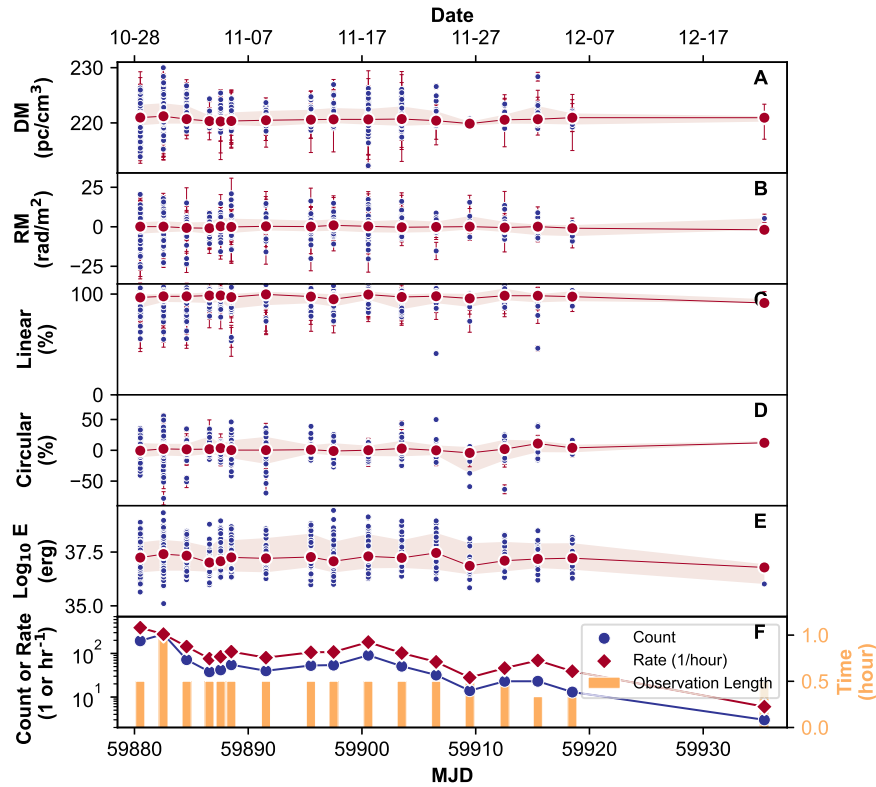 Date
10-28 11-07 11-17 11-27 12-07 12-17
A
230
220
DM
(pc/cm³)
B
25
0
−25
RM
(rad/m²)
C
100
0
Linear
(%)
D
50
0
−50
Circular
(%)
E
37.5
35.0
Log₁₀ E
(erg)
F
10²
10¹
Count or Rate
(1 or hr⁻¹)
Count
Rate (1/hour)
Observation Length
1.0
0.5
0.0
Time
(hour)
59880 59890 59900 59910 59920 59930
MJD